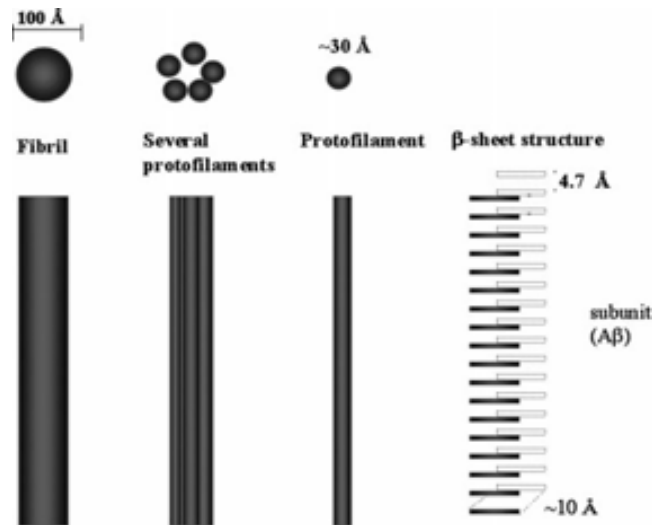 100 Å
~30 Å
Fibril
Several
protofilaments
Protofilament
β-sheet structure
4.7 Å
subunit
(Aβ)
~10 Å